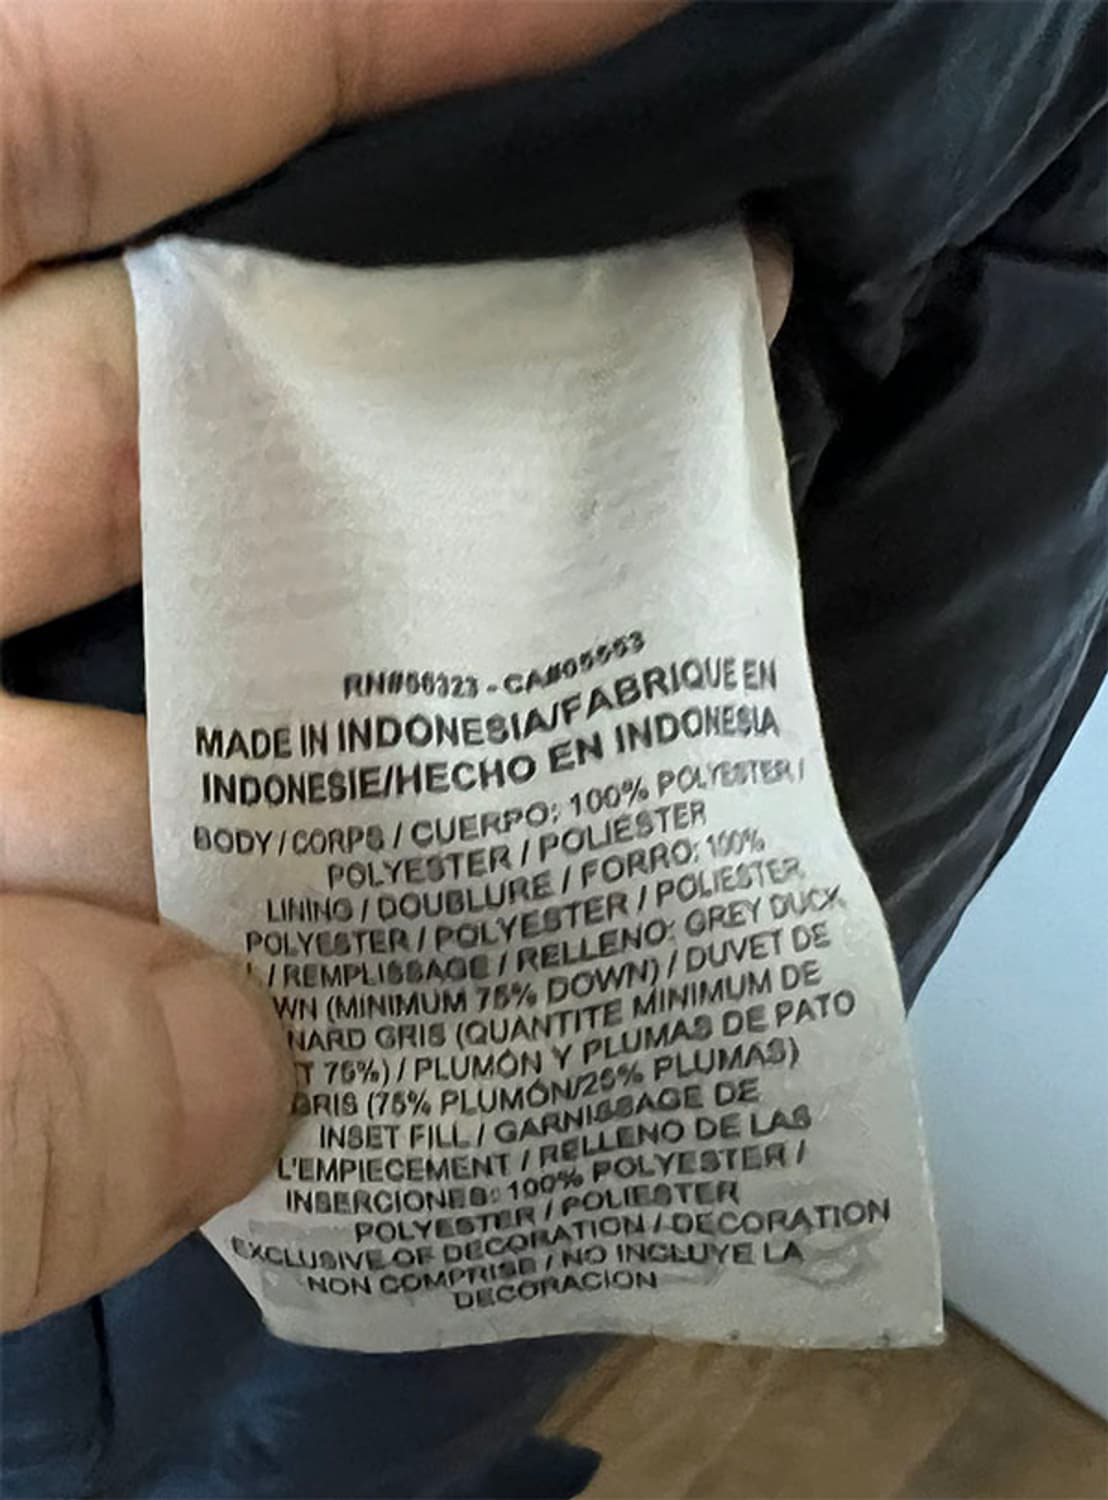 RN#56323 - CA#05553
MADE IN INDONESIA/FABRIQUE EN
INDONESIE/HECHO EN INDONESIA
BODY / CORPS / CUERPO: 100% POLYESTER /
POLYESTER / POLIESTER
LINING / DOUBLURE / FORRO: 100%
POLYESTER / POLYESTER / POLIESTER
L / REMPLISSAGE / RELLENO: GREY DUCK
WN (MINIMUM 75% DOWN) / DUVET DE
NARD GRIS (QUANTITE MINIMUM DE
T 75%) / PLUMÓN Y PLUMAS DE PATO
GRIS (75% PLUMÓN/25% PLUMAS)
INSET FILL / GARNISSAGE DE
L'EMPIECEMENT / RELLENO DE LAS
INSERCIONES: 100% POLYESTER /
POLYESTER / POLIESTER
EXCLUSIVE OF DECORATION / DECORATION
NON COMPRISE / NO INCLUYE LA
DECORACION